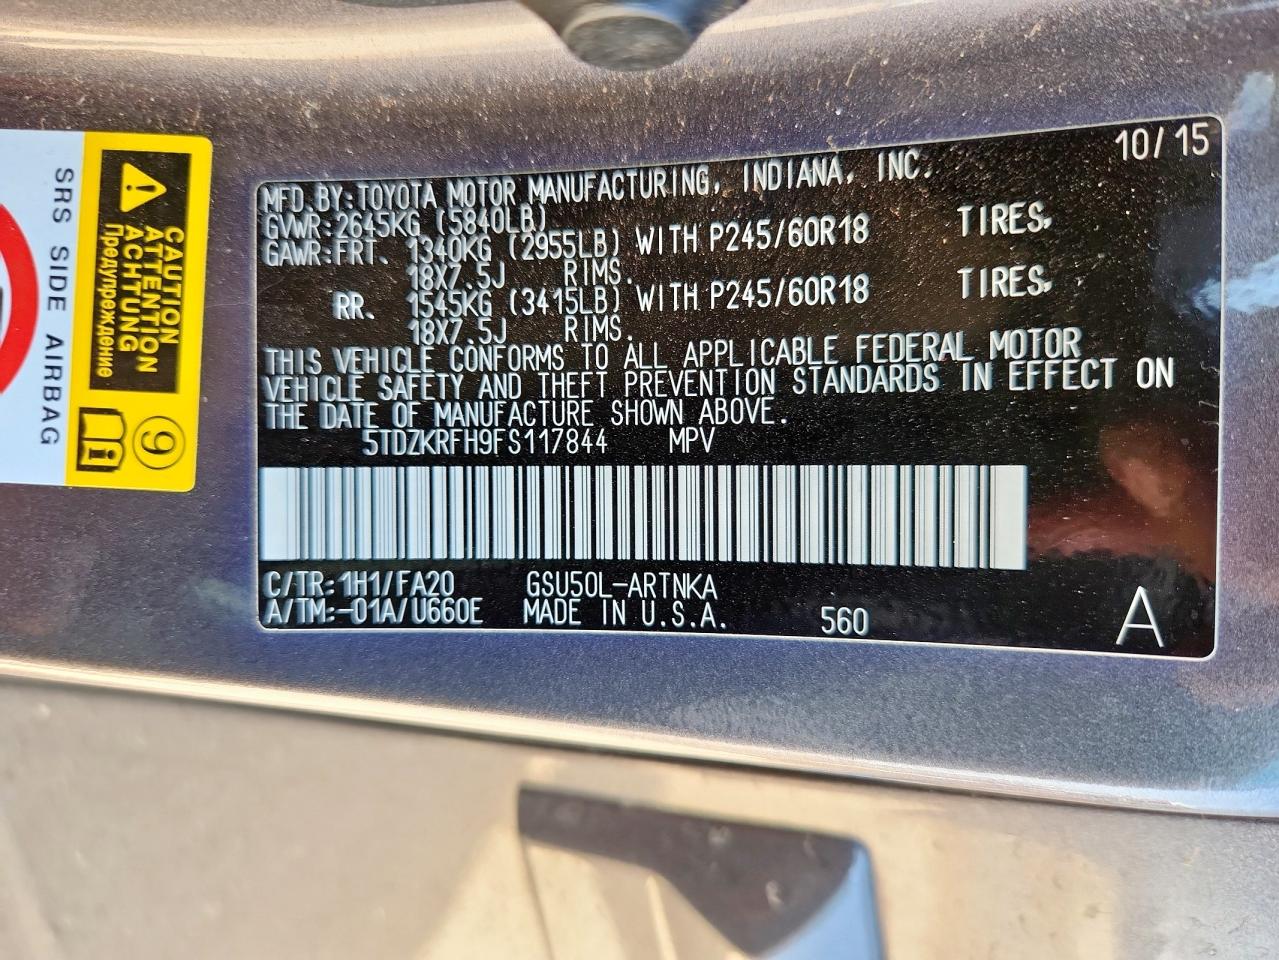 10/15
MFD.BY:TOYOTA MOTOR MANUFACTURING, INDIANA, INC.
GVWR:2645KG (5840LB)
GAWR:FRT. 1340KG (2955LB) WITH P245/60R18 TIRES,
18X7.5J RIMS.
RR. 1545KG (3415LB) WITH P245/60R18 TIRES,
18X7.5J RIMS.
THIS VEHICLE CONFORMS TO ALL APPLICABLE FEDERAL MOTOR
VEHICLE SAFETY AND THEFT PREVENTION STANDARDS IN EFFECT ON
THE DATE OF MANUFACTURE SHOWN ABOVE.
5TDZKRFH9FS117844 MPV
C/TR:1H1/FA20 GSU50L-ARTNKA
A/TM:-01A/U660E MADE IN U.S.A. 560 A
CAUTION
ATTENTION
ACHTUNG
Предупреждение
9
SRS SIDE AIRBAG